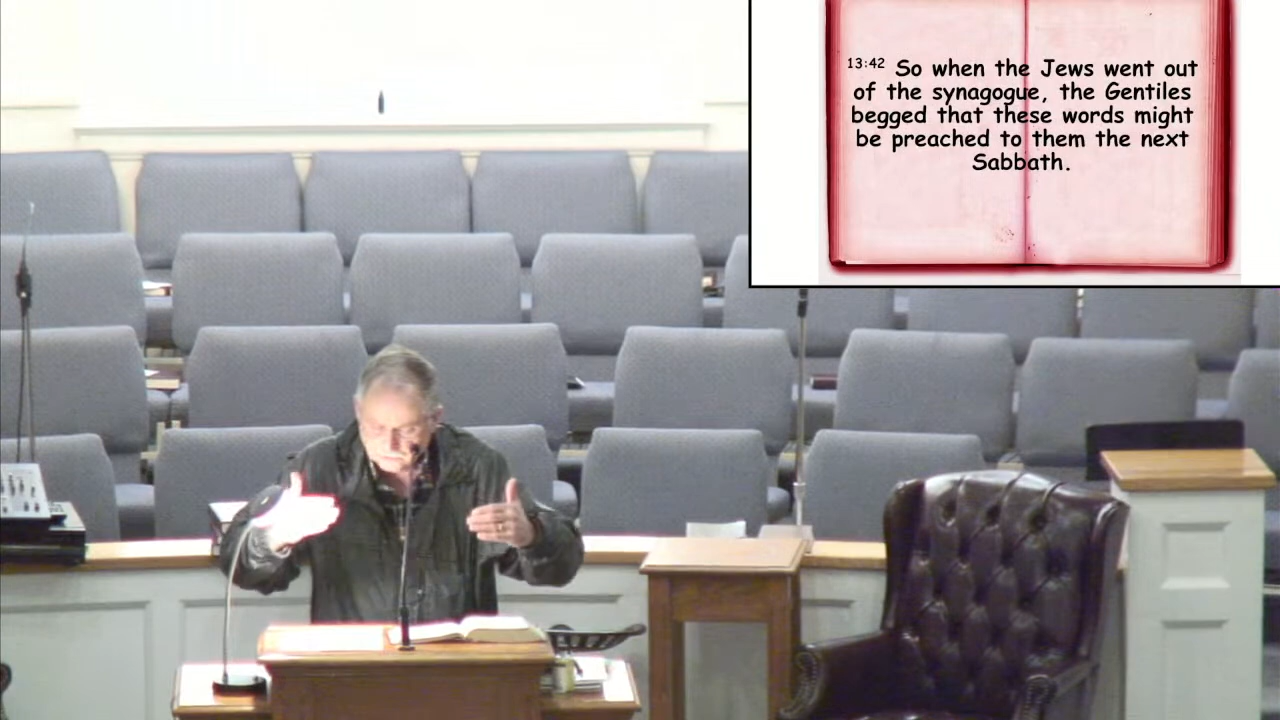 13:42 So when the Jews went out
of the synagogue, the Gentiles
begged that these words might
be preached to them the next
Sabbath.